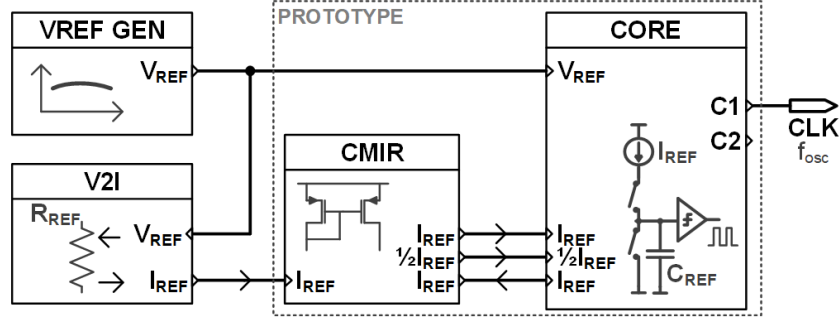 PROTOTYPE
VREF GEN
VREF
CORE
VREF
C1
C2
IREF
CREF
IREF
½IREF
IREF
CLK
fosc
CMIR
IREF
½IREF
IREF
IREF
V2I
RREF
VREF
IREF